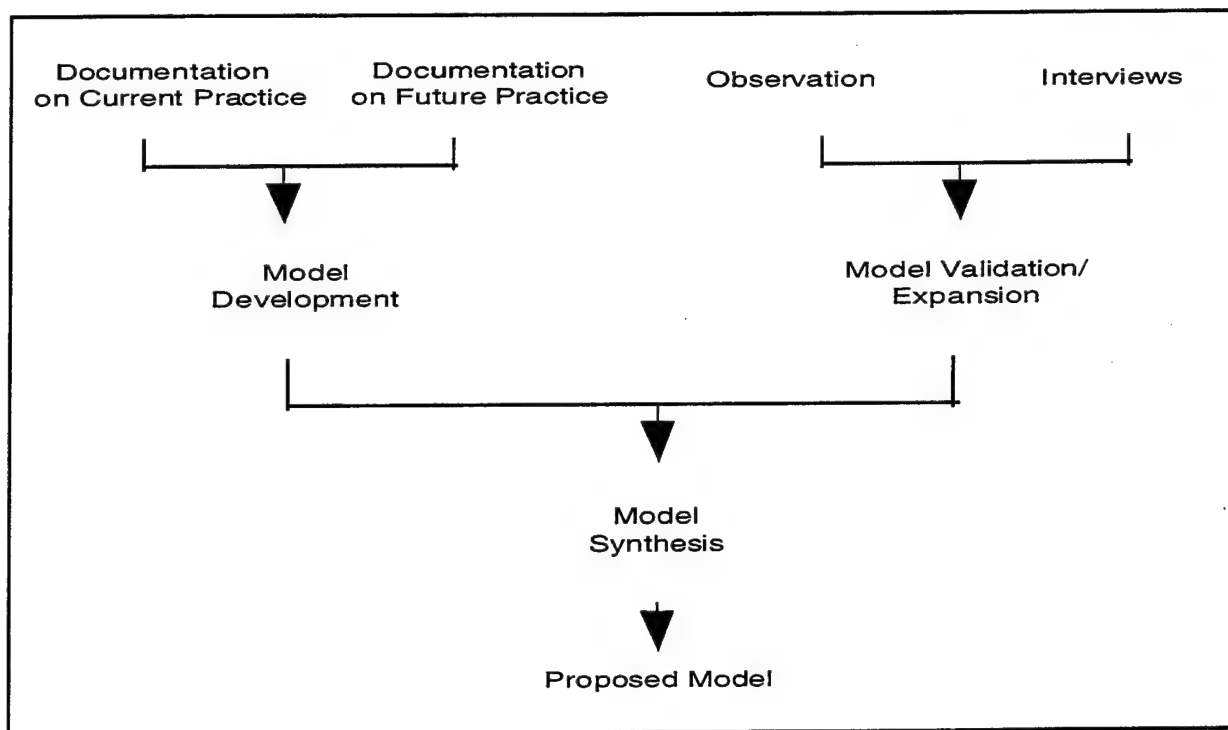 Documentation
on Current Practice
Documentation
on Future Practice
Observation
Interviews
Model
Development
Model Validation/
Expansion
Model
Synthesis
Proposed Model